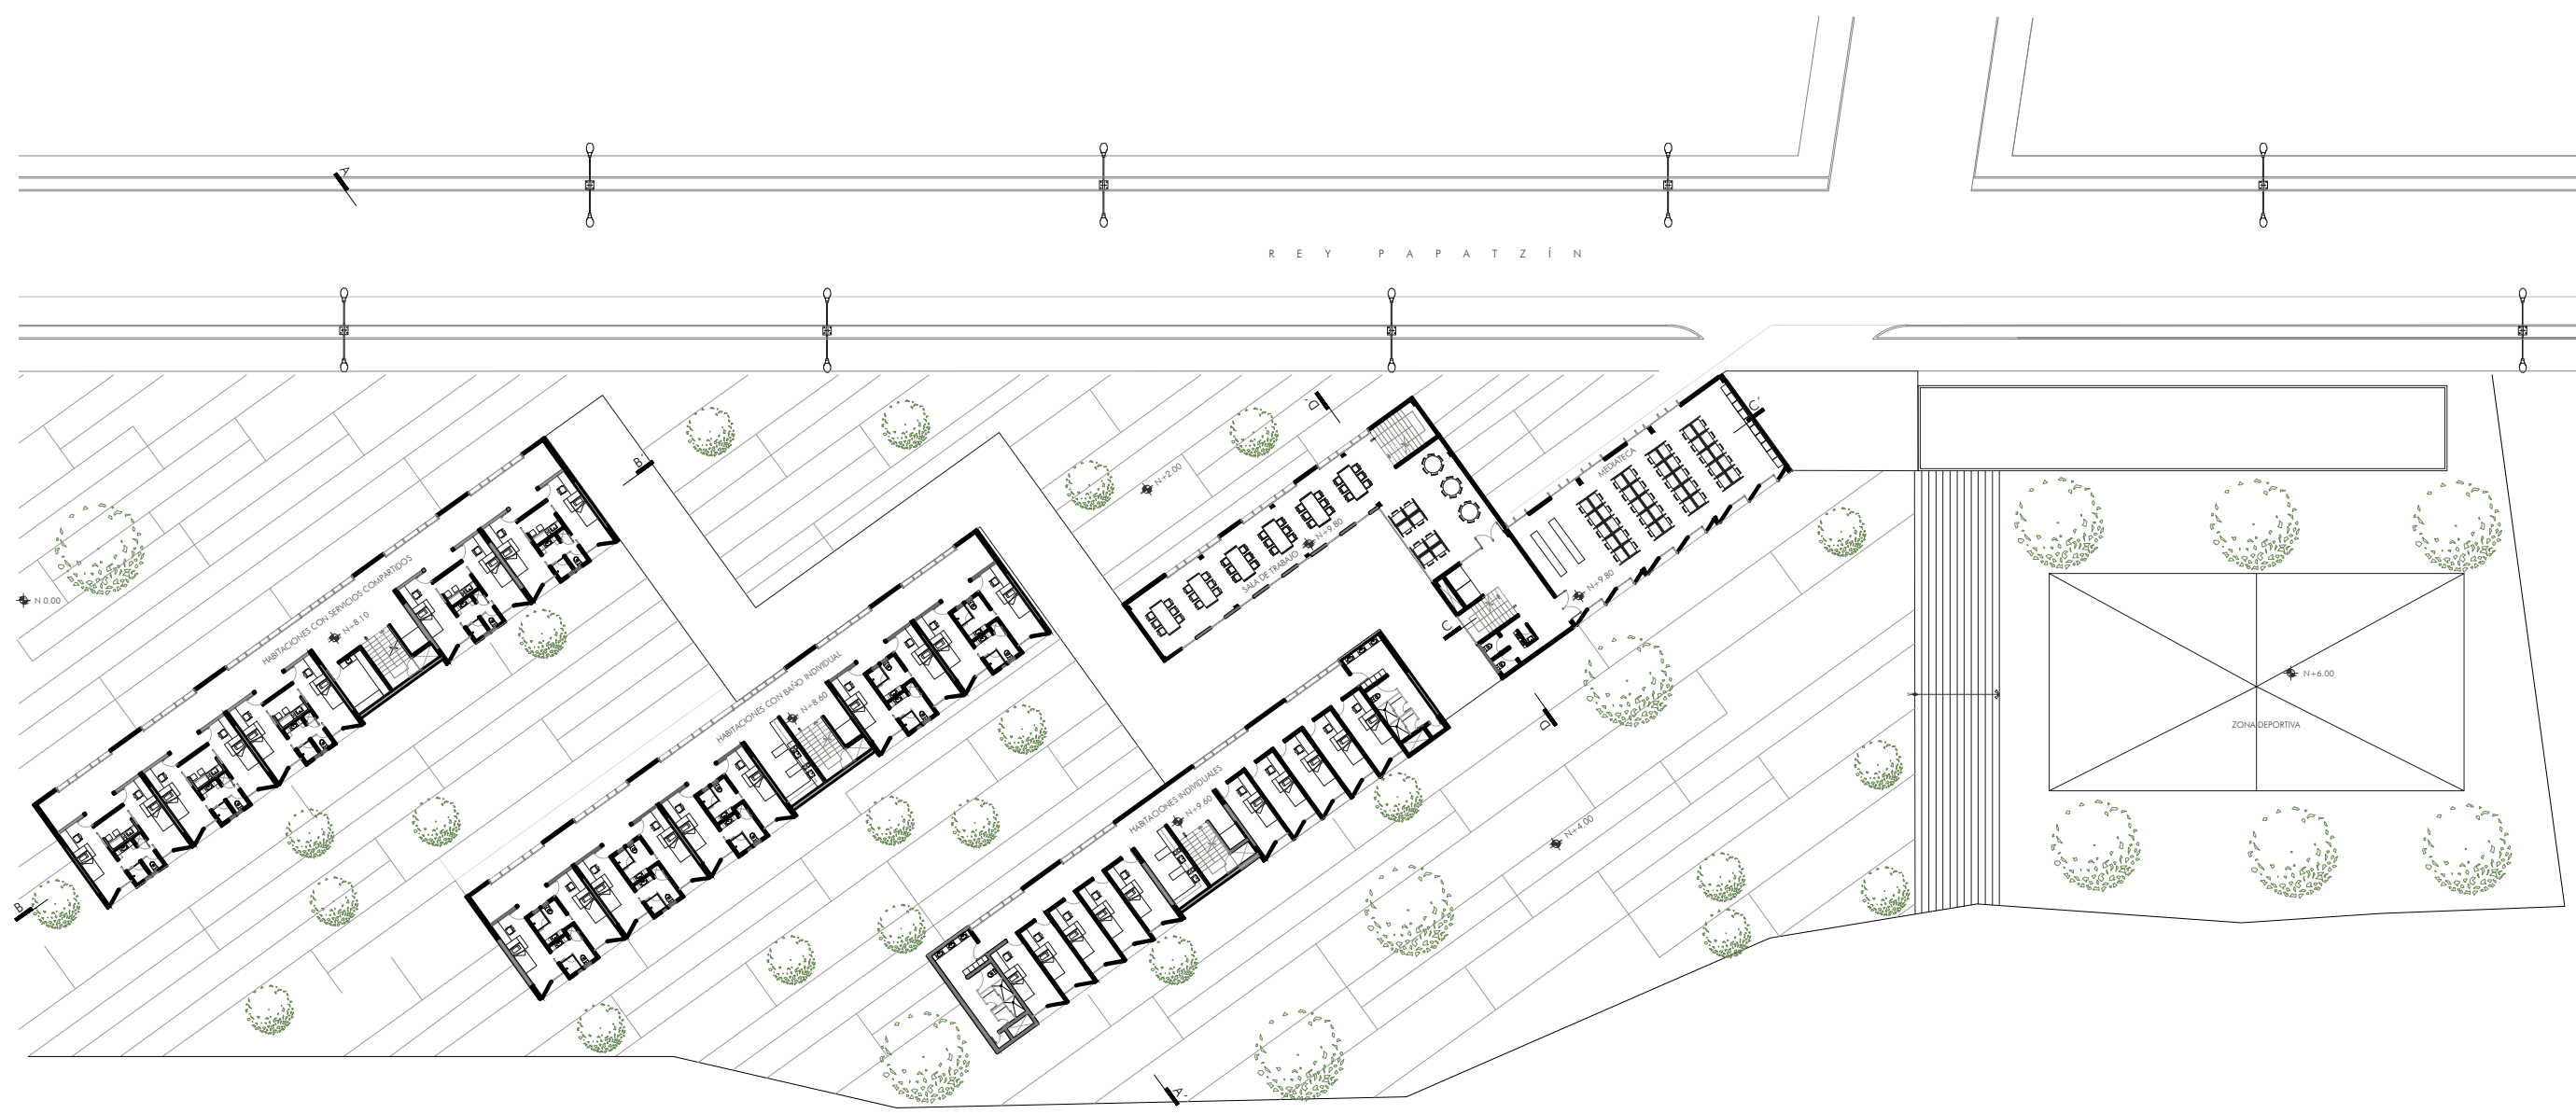 A
REY PAPATZÍN
D'
C'
B'
N+2.00
MEDIATECA
N+9.80
SALA DE TRABAJO
N+9.80
HABITACIONES CON SERVICIOS COMPARTIDOS
N+8.10
N 0.00
C
HABITACIONES CON BAÑO INDIVIDUAL
N+8.60
D
N+6.00
ZONA DEPORTIVA
HABITACIONES INDIVIDUALES
N+9.60
N+4.00
B
A'